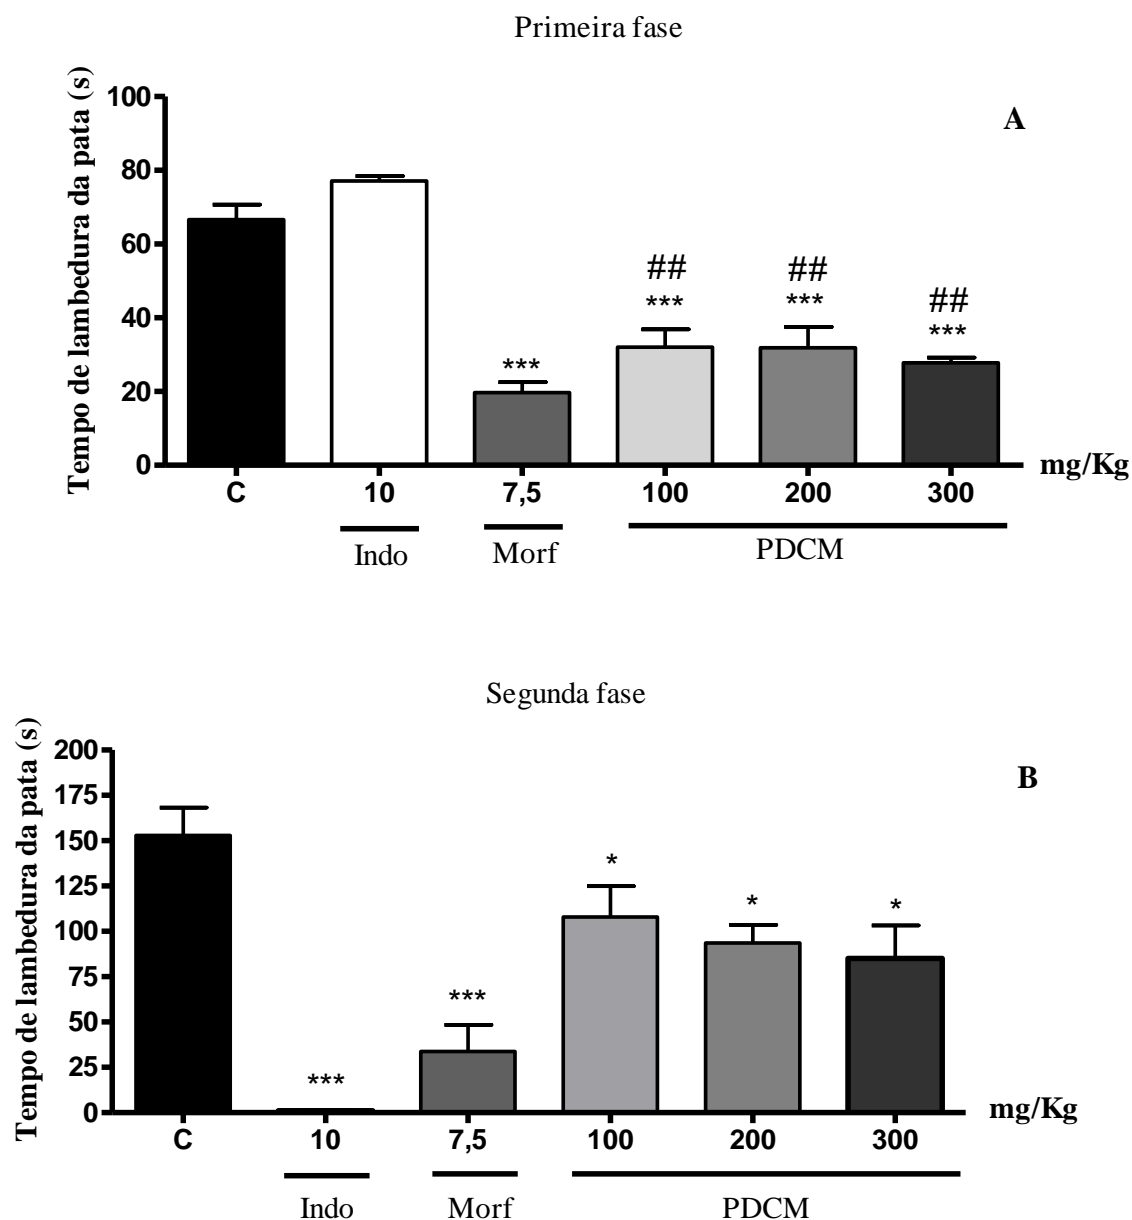 Primeira fase
A
Tempo de lambedura da pata (s)
100
80
60
40
20
0
***
##
***
##
***
##
***
C 10 7,5 100 200 300 mg/Kg
Indo Morf PDCM
Segunda fase
B
Tempo de lambedura da pata (s)
200
175
150
125
100
75
50
25
0
***
***
*
*
*
C 10 7,5 100 200 300 mg/Kg
Indo Morf PDCM